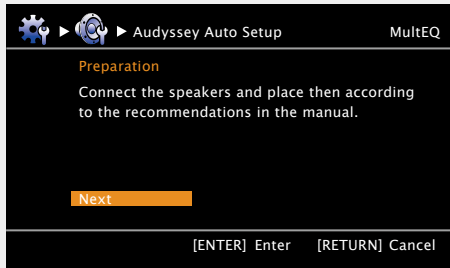 Audyssey Auto Setup MultEQ
Preparation
Connect the speakers and place then according
to the recommendations in the manual.
Next
[ENTER] Enter [RETURN] Cancel